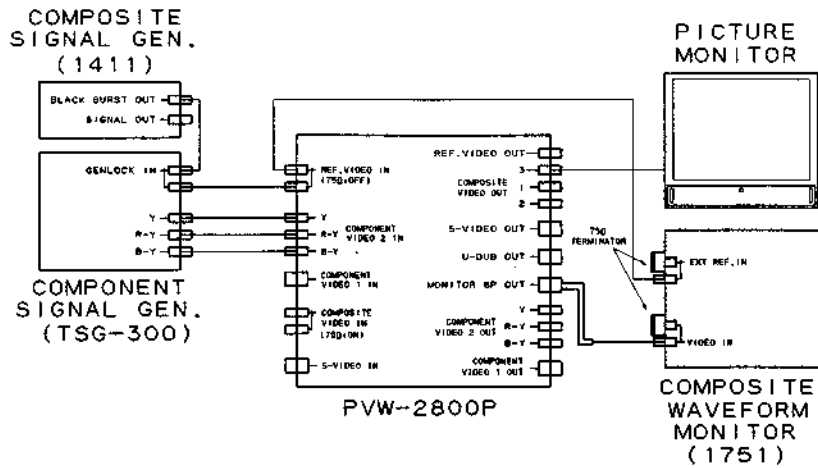 COMPOSITE
SIGNAL GEN.
(1411)
BLACK BURST OUT
SIGNAL OUT
GENLOCK IN
Y
R-Y
B-Y
COMPONENT
SIGNAL GEN.
(TSG-300)
REF.VIDEO IN
(75Ω:OFF)
Y
R-Y
B-Y
COMPONENT
VIDEO 2 IN
COMPONENT
VIDEO 1 IN
COMPOSITE
VIDEO IN
(75Ω:ON)
S-VIDEO IN
REF.VIDEO OUT
3
COMPOSITE
VIDEO OUT
1
2
S-VIDEO OUT
U-DUB OUT
MONITOR 8P OUT
Y
COMPONENT
VIDEO 2 OUT
R-Y
B-Y
COMPONENT
VIDEO 1 OUT
PVW-2800P
PICTURE
MONITOR
75Ω
TERMINATOR
EXT REF.IN
VIDEO IN
COMPOSITE
WAVEFORM
MONITOR
(1751)